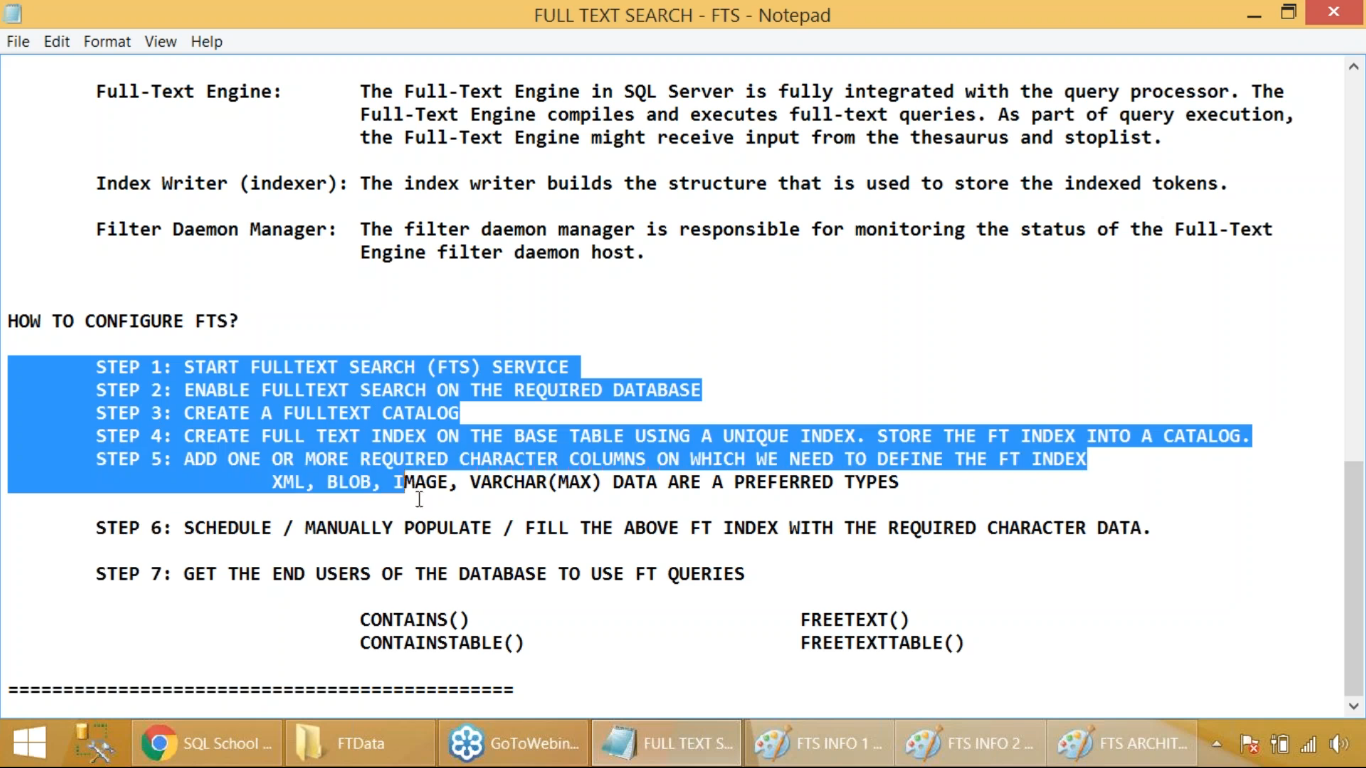 FULL TEXT SEARCH - FTS - Notepad
File Edit Format View Help
Full-Text Engine: The Full-Text Engine in SQL Server is fully integrated with the query processor. The
Full-Text Engine compiles and executes full-text queries. As part of query execution,
the Full-Text Engine might receive input from the thesaurus and stoplist.
Index Writer (indexer): The index writer builds the structure that is used to store the indexed tokens.
Filter Daemon Manager: The filter daemon manager is responsible for monitoring the status of the Full-Text
Engine filter daemon host.
HOW TO CONFIGURE FTS?
STEP 1: START FULLTEXT SEARCH (FTS) SERVICE
STEP 2: ENABLE FULLTEXT SEARCH ON THE REQUIRED DATABASE
STEP 3: CREATE A FULLTEXT CATALOG
STEP 4: CREATE FULL TEXT INDEX ON THE BASE TABLE USING A UNIQUE INDEX. STORE THE FT INDEX INTO A CATALOG.
STEP 5: ADD ONE OR MORE REQUIRED CHARACTER COLUMNS ON WHICH WE NEED TO DEFINE THE FT INDEX
XML, BLOB, IMAGE, VARCHAR(MAX) DATA ARE A PREFERRED TYPES
STEP 6: SCHEDULE / MANUALLY POPULATE / FILL THE ABOVE FT INDEX WITH THE REQUIRED CHARACTER DATA.
STEP 7: GET THE END USERS OF THE DATABASE TO USE FT QUERIES
CONTAINS() FREETEXT()
CONTAINSTABLE() FREETEXTTABLE()
==============================================
SQL School ... FTData GoToWebin... FULL TEXT S... FTS INFO 1 ... FTS INFO 2 ... FTS ARCHIT...